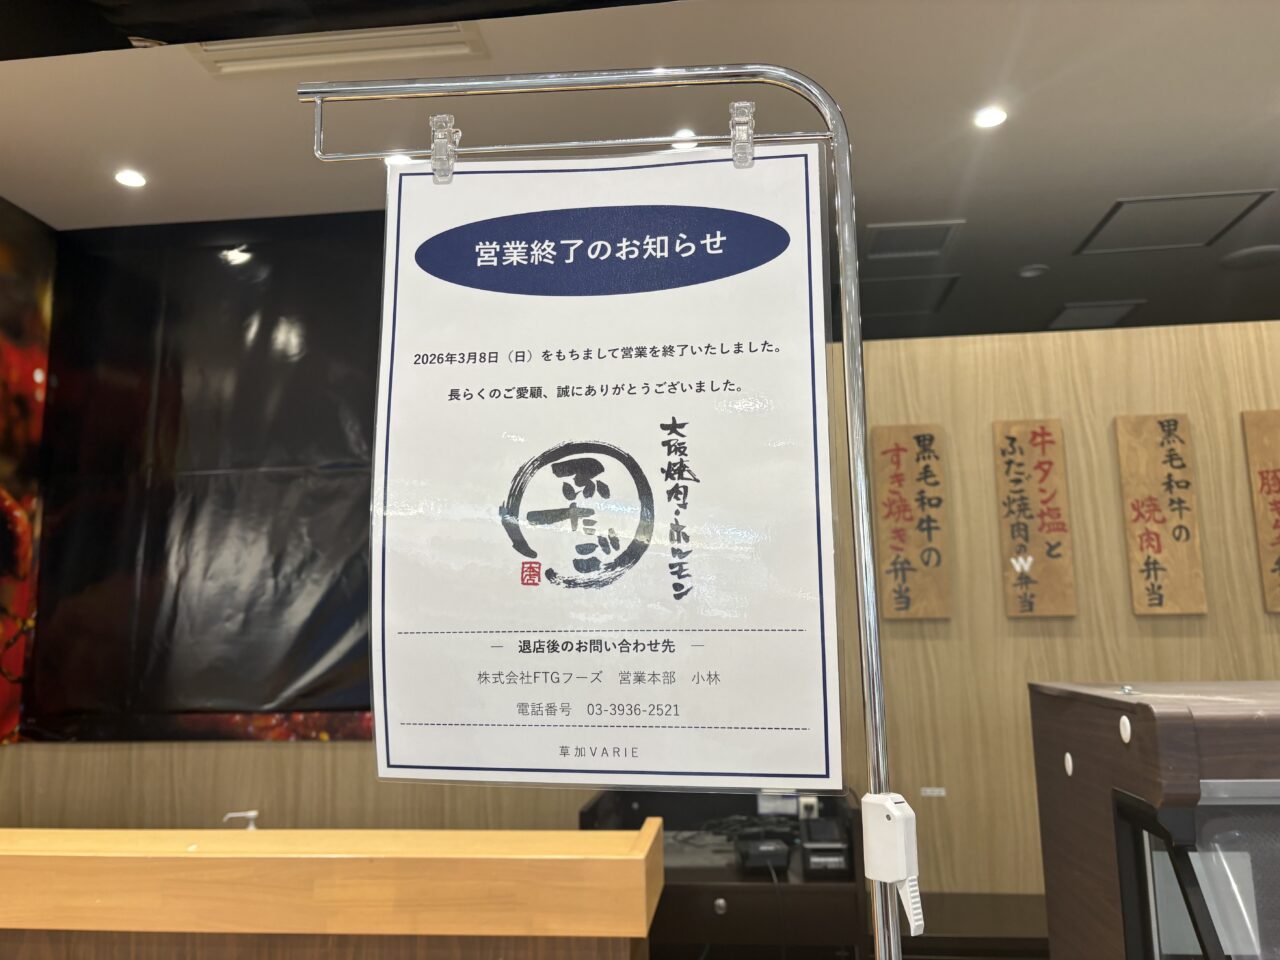 営業終了のお知らせ
2026年3月8日（日）をもちまして営業を終了いたしました。
長らくのご愛顧、誠にありがとうございました。
大阪焼肉・ホルモン
ふたご
― 退店後のお問い合わせ先 ―
株式会社FTGフーズ 営業本部 小林
電話番号 03-3936-2521
草加VARIE
黒毛和牛の
すき焼き弁当
牛タン塩と
ふたご焼肉のW弁当
黒毛和牛の
焼肉弁当